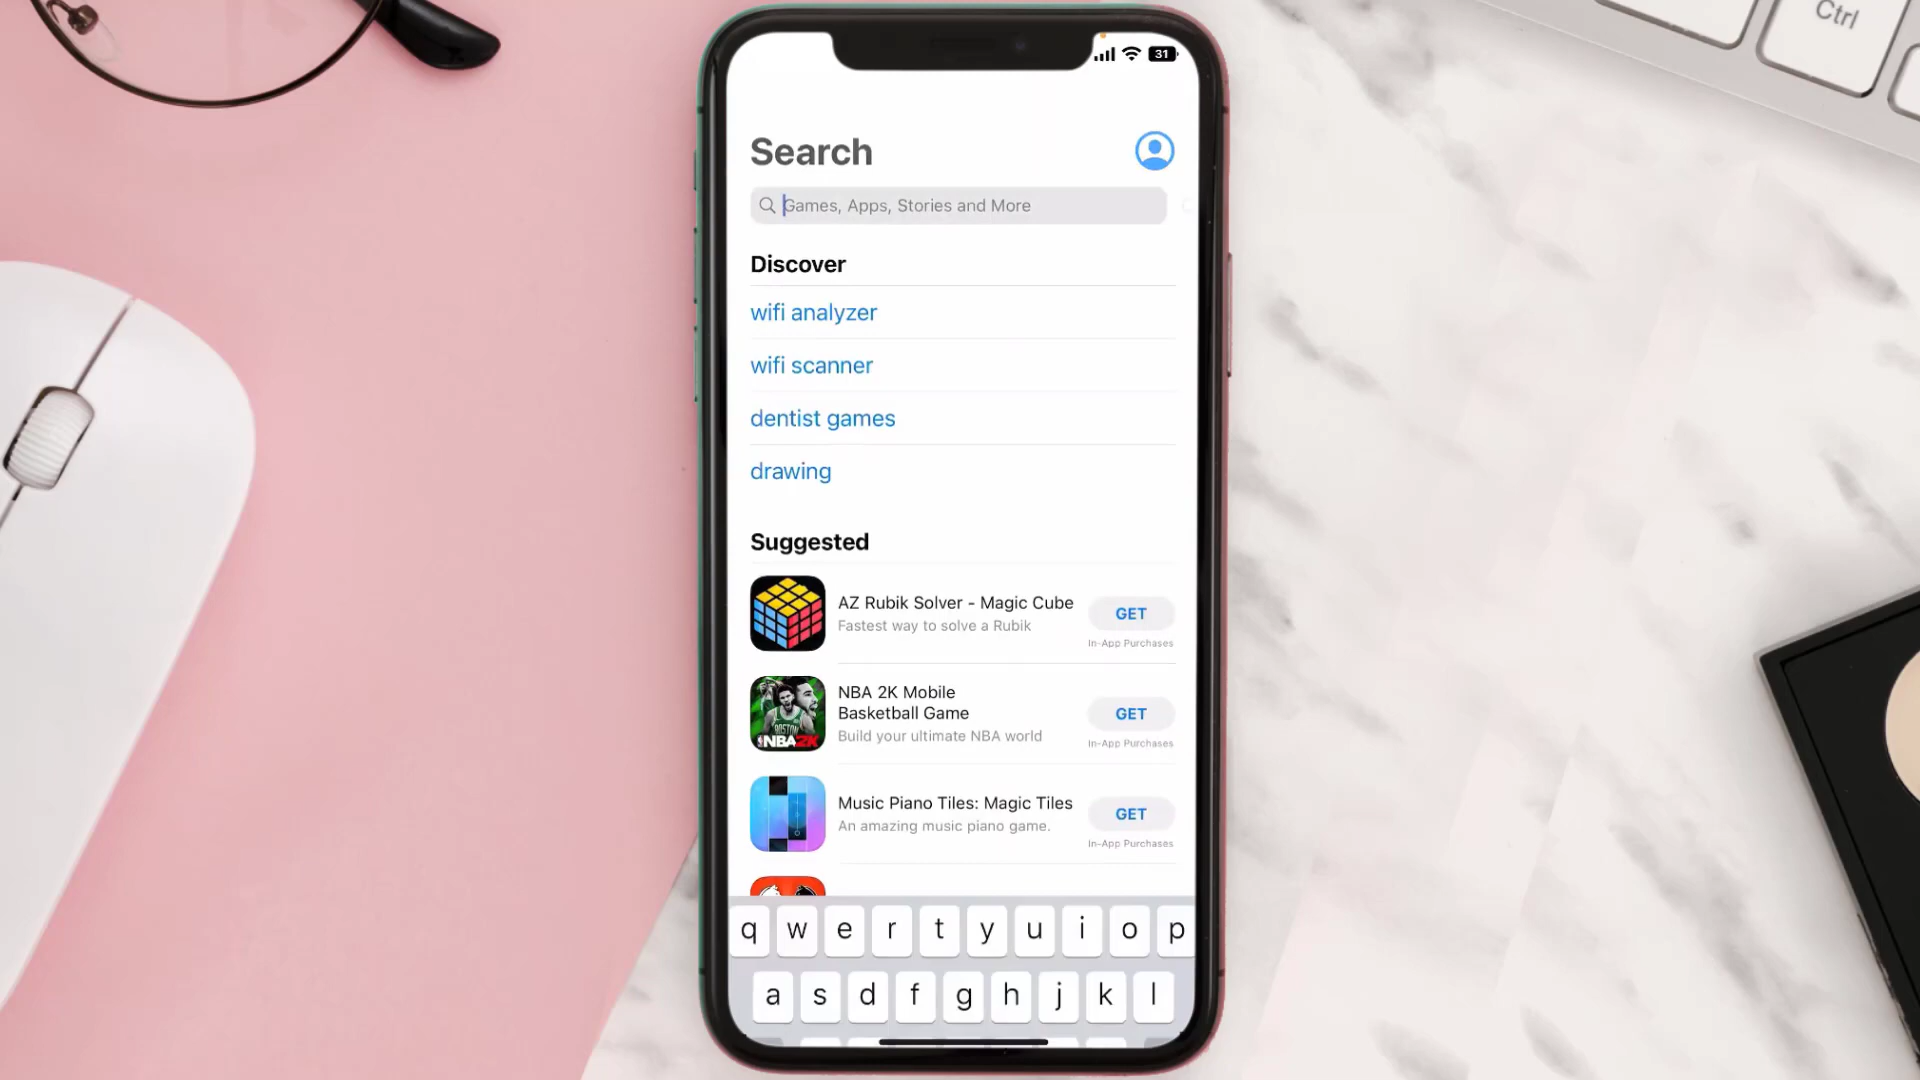 Ctrl
31
Search
Games, Apps, Stories and More
Discover
wifi analyzer
wifi scanner
dentist games
drawing
Suggested
AZ Rubik Solver - Magic Cube
Fastest way to solve a Rubik
GET
In-App Purchases
NBA 2K Mobile
Basketball Game
Build your ultimate NBA world
GET
In-App Purchases
BOSTON
NBA 2K
Music Piano Tiles: Magic Tiles
An amazing music piano game.
GET
In-App Purchases
q w e r t y u i o p
a s d f g h j k l